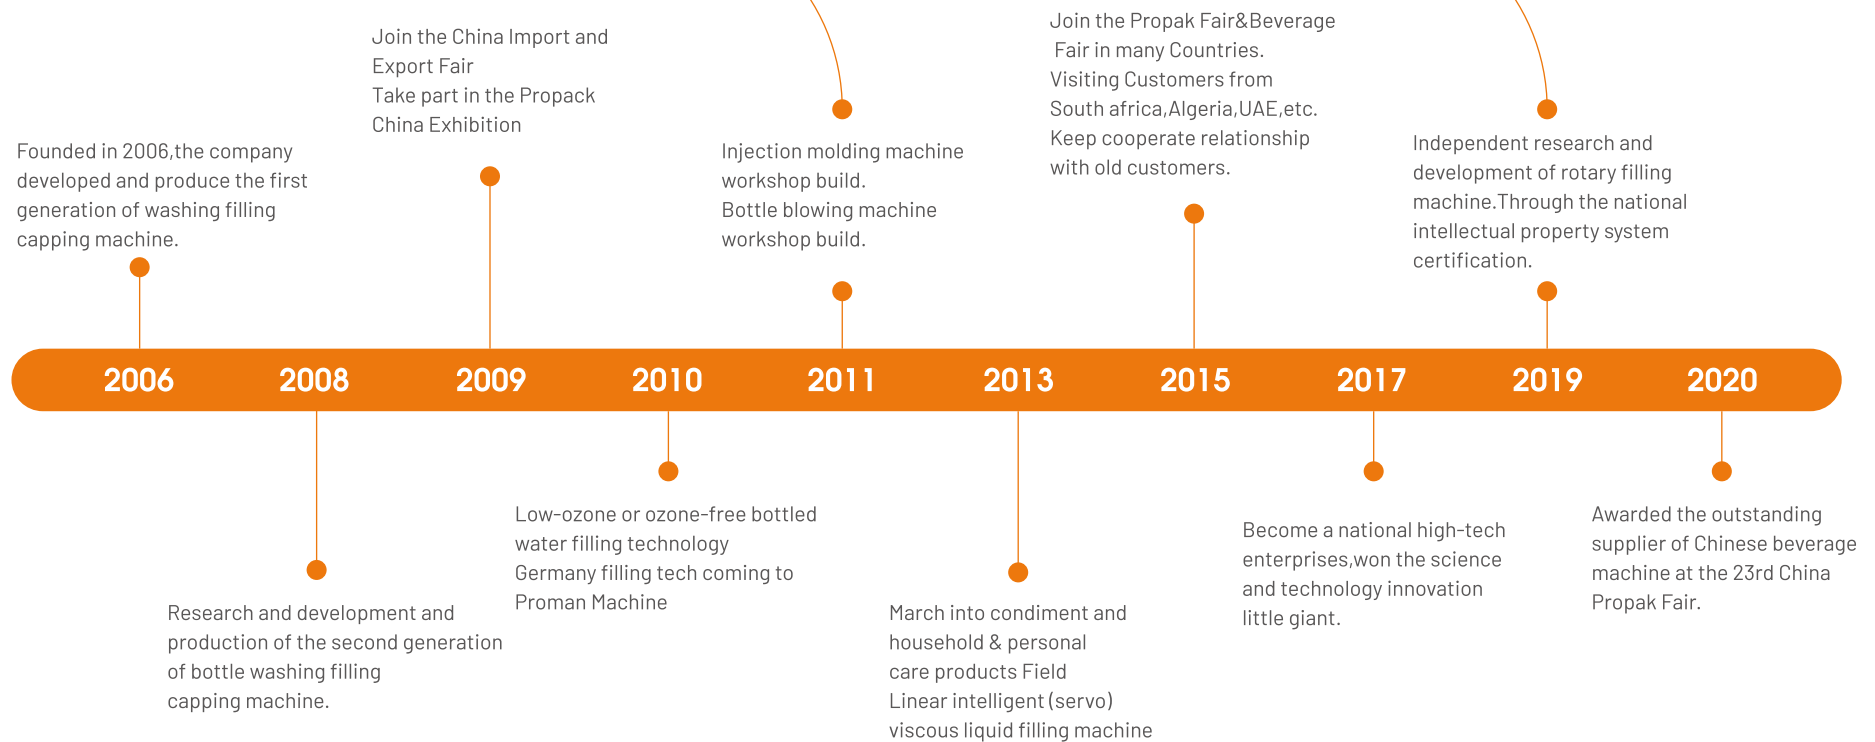 Founded in 2006,the company
developed and produce the first
generation of washing filling
capping machine.
Join the China Import and
Export Fair
Take part in the Propack
China Exhibition
Injection molding machine
workshop build.
Bottle blowing machine
workshop build.
Join the Propak Fair&Beverage
Fair in many Countries.
Visiting Customers from
South africa,Algeria,UAE,etc.
Keep cooperate relationship
with old customers.
Independent research and
development of rotary filling
machine.Through the national
intellectual property system
certification.
2006 2008 2009 2010 2011 2013 2015 2017 2019 2020
Research and development and
production of the second generation
of bottle washing filling
capping machine.
Low-ozone or ozone-free bottled
water filling technology
Germany filling tech coming to
Proman Machine
March into condiment and
household & personal
care products Field
Linear intelligent (servo)
viscous liquid filling machine
Become a national high-tech
enterprises,won the science
and technology innovation
little giant.
Awarded the outstanding
supplier of Chinese beverage
machine at the 23rd China
Propak Fair.